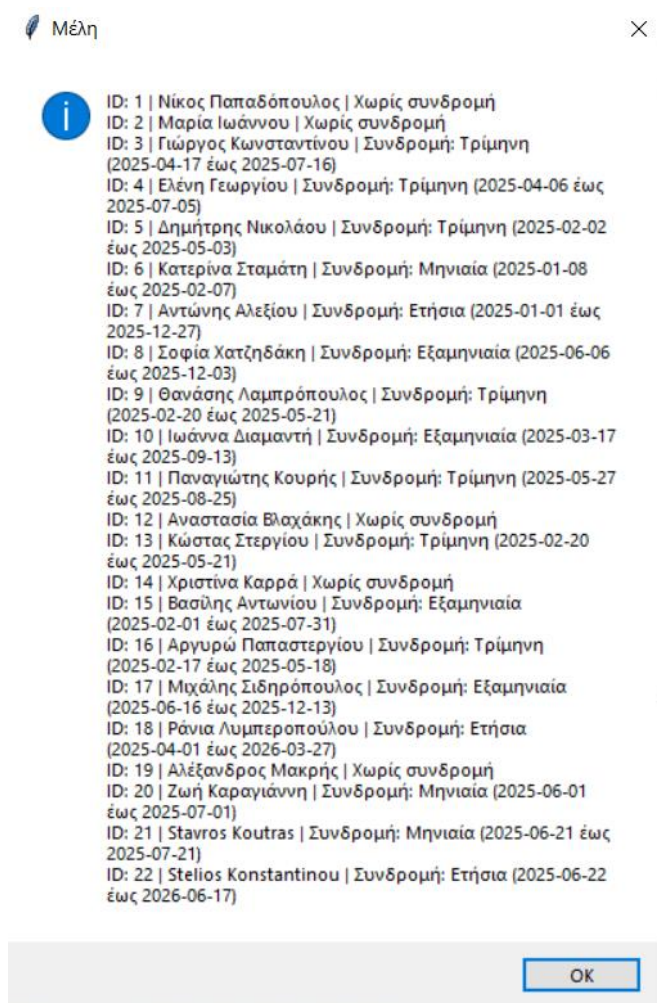 Μέλη
ID: 1 | Νίκος Παπαδόπουλος | Χωρίς συνδρομή
ID: 2 | Μαρία Ιωάννου | Χωρίς συνδρομή
ID: 3 | Γιώργος Κωνσταντίνου | Συνδρομή: Τρίμηνη
(2025-04-17 έως 2025-07-16)
ID: 4 | Ελένη Γεωργίου | Συνδρομή: Τρίμηνη (2025-04-06 έως
2025-07-05)
ID: 5 | Δημήτρης Νικολάου | Συνδρομή: Τρίμηνη (2025-02-02
έως 2025-05-03)
ID: 6 | Κατερίνα Σταμάτη | Συνδρομή: Μηνιαία (2025-01-08
έως 2025-02-07)
ID: 7 | Αντώνης Αλεξίου | Συνδρομή: Ετήσια (2025-01-01 έως
2025-12-27)
ID: 8 | Σοφία Χατζηδάκη | Συνδρομή: Εξαμηνιαία (2025-06-06
έως 2025-12-03)
ID: 9 | Θανάσης Λαμπρόπουλος | Συνδρομή: Τρίμηνη
(2025-02-20 έως 2025-05-21)
ID: 10 | Ιωάννα Διαμαντή | Συνδρομή: Εξαμηνιαία (2025-03-17
έως 2025-09-13)
ID: 11 | Παναγιώτης Κουρής | Συνδρομή: Τρίμηνη (2025-05-27
έως 2025-08-25)
ID: 12 | Αναστασία Βλαχάκης | Χωρίς συνδρομή
ID: 13 | Κώστας Στεργίου | Συνδρομή: Τρίμηνη (2025-02-20
έως 2025-05-21)
ID: 14 | Χριστίνα Καρρά | Χωρίς συνδρομή
ID: 15 | Βασίλης Αντωνίου | Συνδρομή: Εξαμηνιαία
(2025-02-01 έως 2025-07-31)
ID: 16 | Αργυρώ Παπαστεργίου | Συνδρομή: Τρίμηνη
(2025-02-17 έως 2025-05-18)
ID: 17 | Μιχάλης Σιδηρόπουλος | Συνδρομή: Εξαμηνιαία
(2025-06-16 έως 2025-12-13)
ID: 18 | Ράνια Λυμπεροπούλου | Συνδρομή: Ετήσια
(2025-04-01 έως 2026-03-27)
ID: 19 | Αλέξανδρος Μακρής | Χωρίς συνδρομή
ID: 20 | Ζωή Καραγιάννη | Συνδρομή: Μηνιαία (2025-06-01
έως 2025-07-01)
ID: 21 | Stavros Koutras | Συνδρομή: Μηνιαία (2025-06-21 έως
2025-07-21)
ID: 22 | Stelios Konstantinou | Συνδρομή: Ετήσια (2025-06-22
έως 2026-06-17)
OK